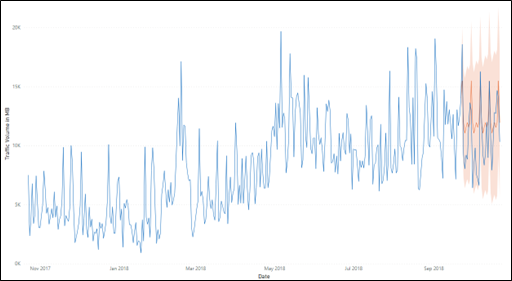 20K
15K
10K
5K
0K
Traffic Volume in MB
Nov 2017
Jan 2018
Mar 2018
May 2018
Jul 2018
Sep 2018
Date